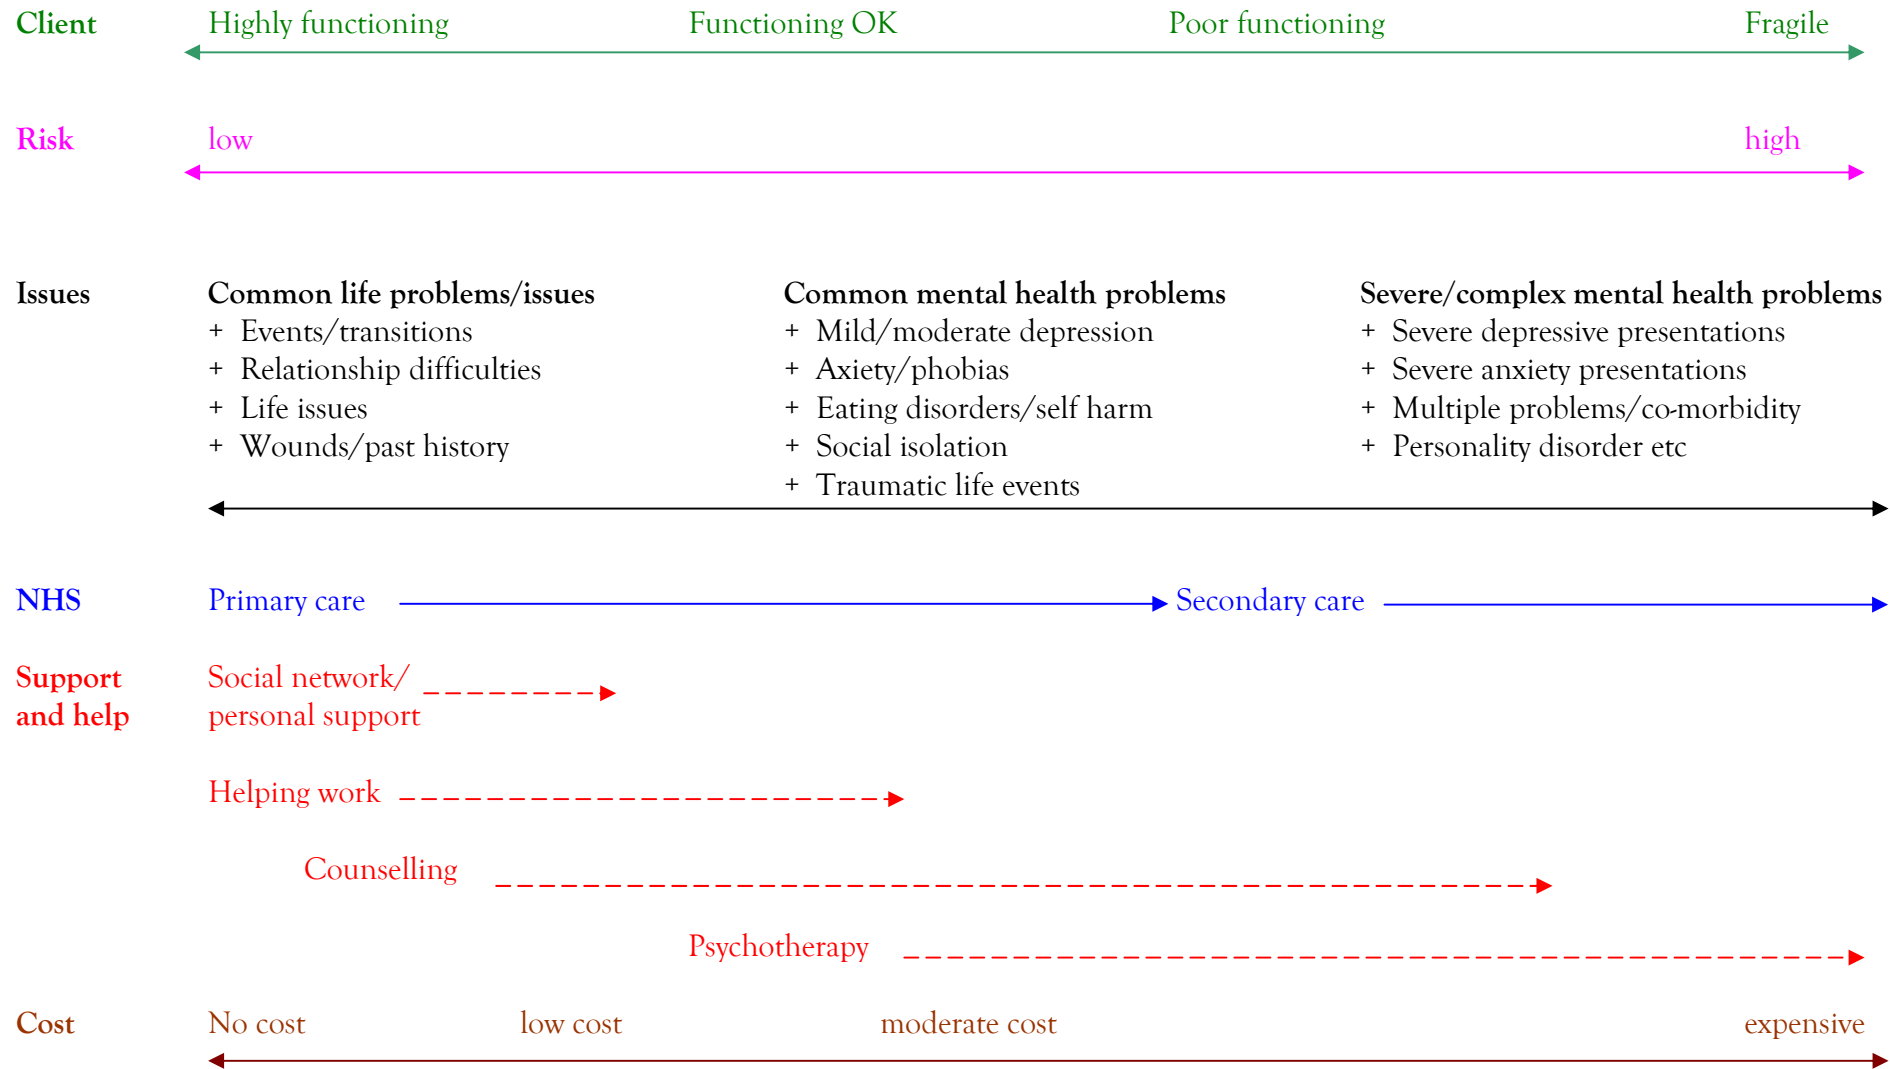 Client Highly functioning Functioning OK Poor functioning Fragile
Risk low high
Issues Common life problems/issues Common mental health problems Severe/complex mental health problems
+ Events/transitions + Mild/moderate depression + Severe depressive presentations
+ Relationship difficulties + Axiety/phobias + Severe anxiety presentations
+ Life issues + Eating disorders/self harm + Multiple problems/co-morbidity
+ Wounds/past history + Social isolation + Personality disorder etc
+ Traumatic life events
NHS Primary care Secondary care
Support Social network/
and help personal support
Helping work
Counselling
Psychotherapy
Cost No cost low cost moderate cost expensive